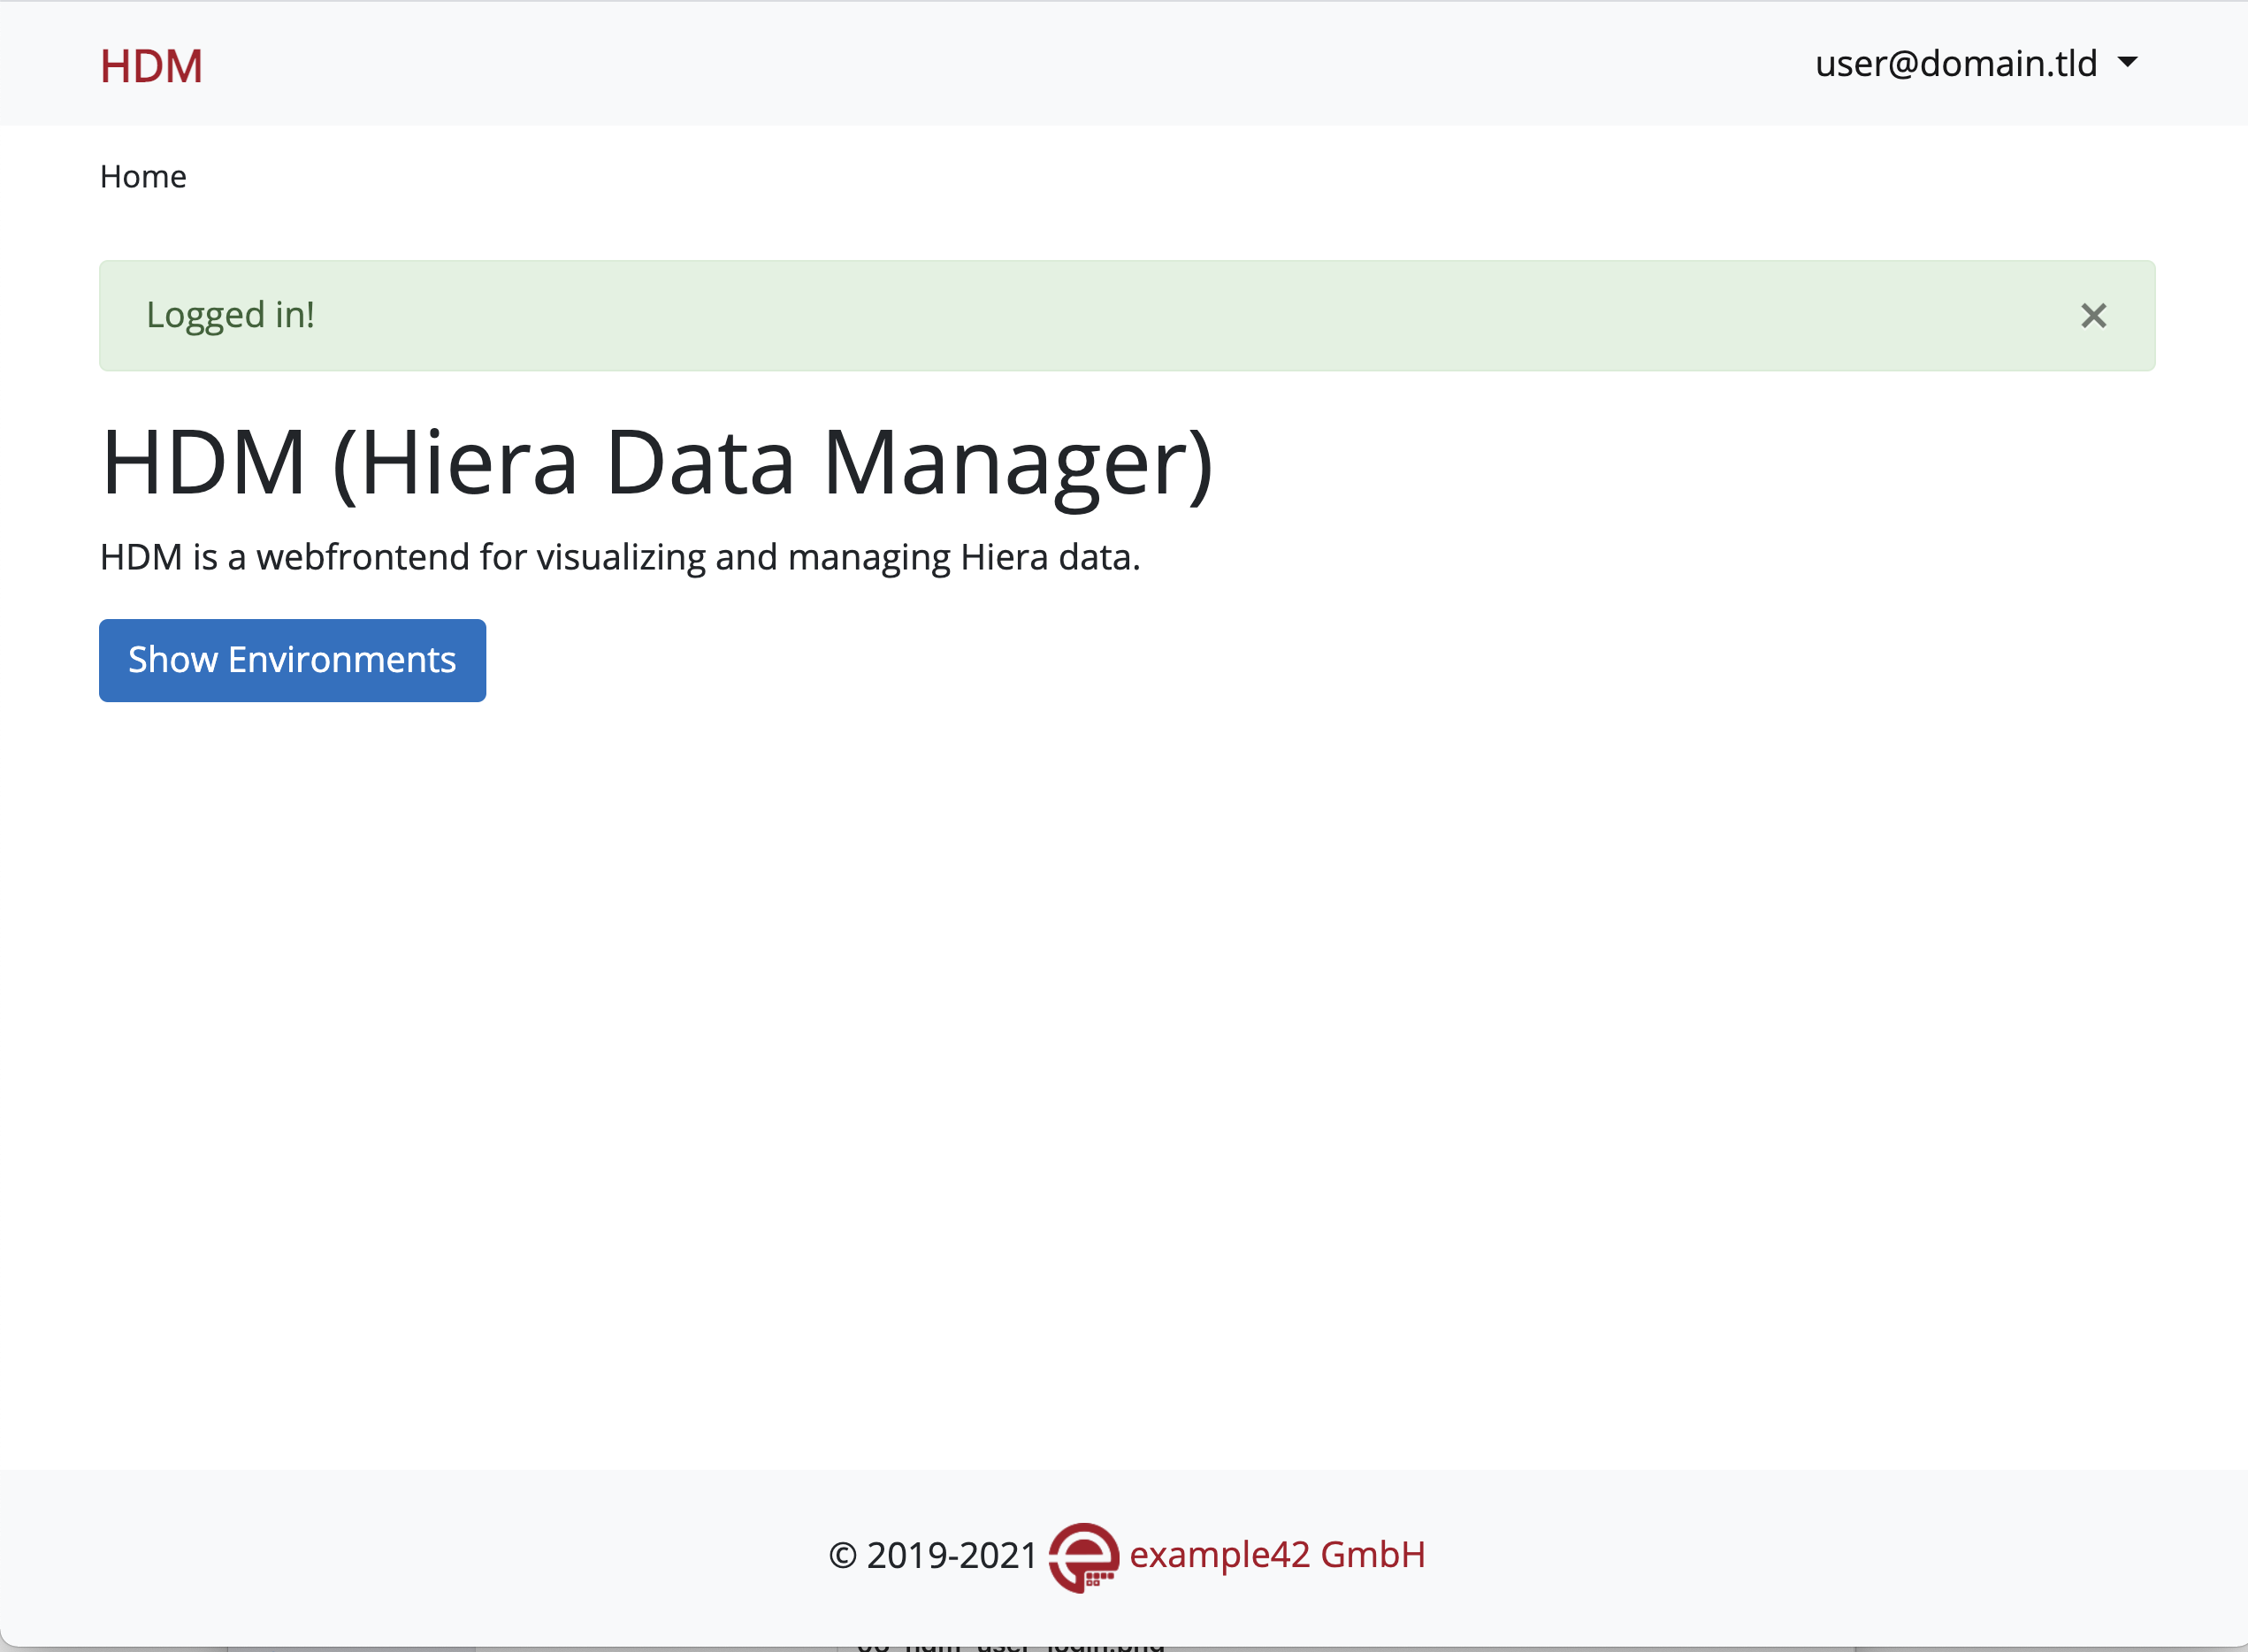 HDM
user@domain.tld
Home
Logged in!
HDM (Hiera Data Manager)
HDM is a webfrontend for visualizing and managing Hiera data.
Show Environments
© 2019-2021 example42 GmbH